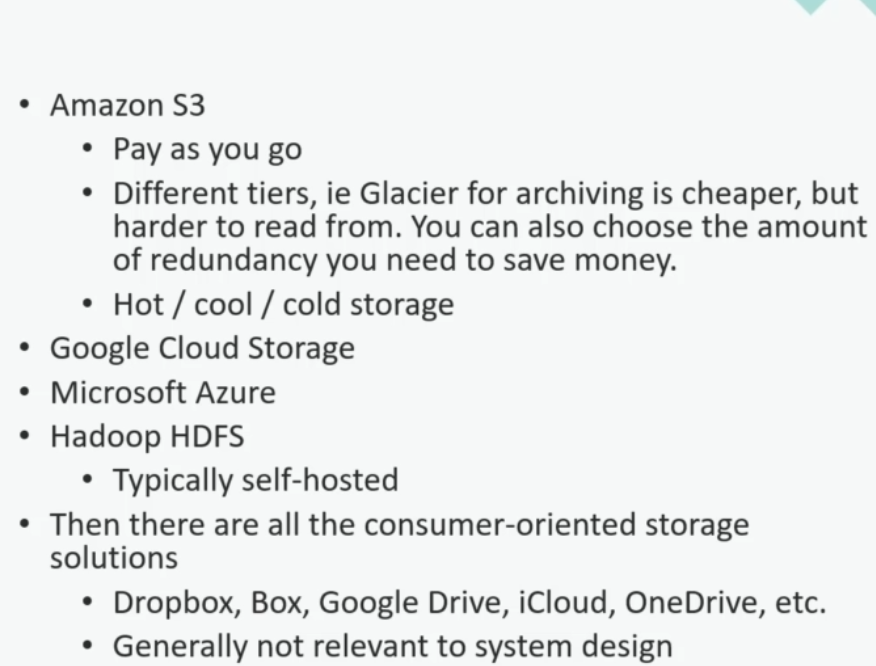 • Amazon S3
• Pay as you go
• Different tiers, ie Glacier for archiving is cheaper, but
harder to read from. You can also choose the amount
of redundancy you need to save money.
• Hot / cool / cold storage
• Google Cloud Storage
• Microsoft Azure
• Hadoop HDFS
• Typically self-hosted
• Then there are all the consumer-oriented storage
solutions
• Dropbox, Box, Google Drive, iCloud, OneDrive, etc.
• Generally not relevant to system design